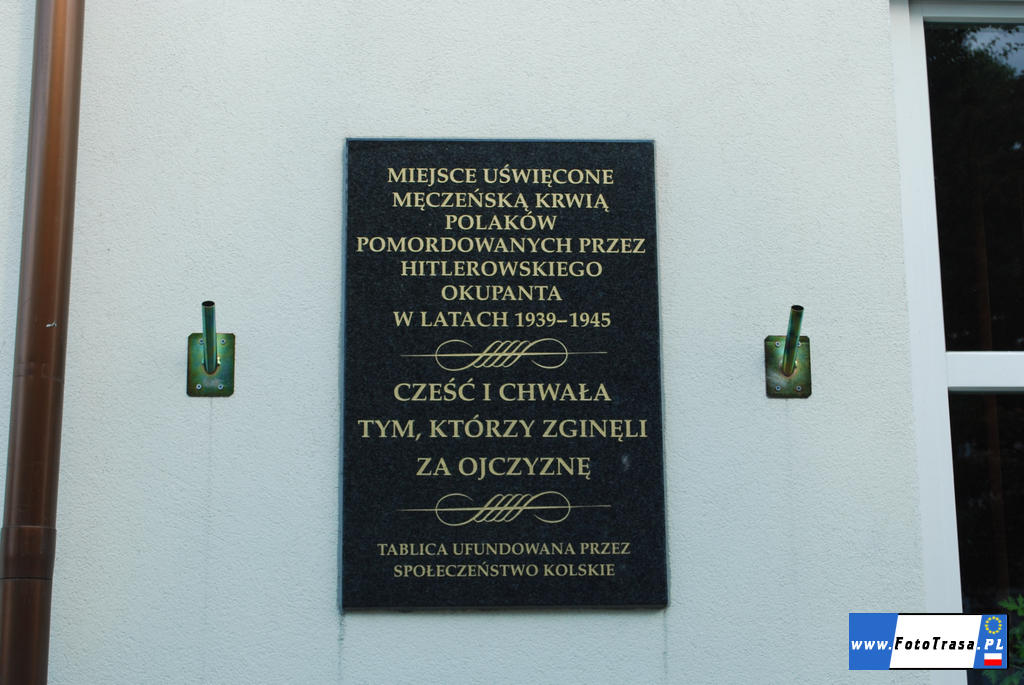 MIEJSCE UŚWIĘCONE
MĘCZEŃSKĄ KRWIĄ
POLAKÓW
POMORDOWANYCH PRZEZ
HITLEROWSKIEGO
OKUPANTA
W LATACH 1939–1945
CZEŚĆ I CHWAŁA
TYM, KTÓRZY ZGINĘLI
ZA OJCZYZNĘ
TABLICA UFUNDOWANA PRZEZ
SPOŁECZEŃSTWO KOLSKIE
www.FotoTrasa.PL